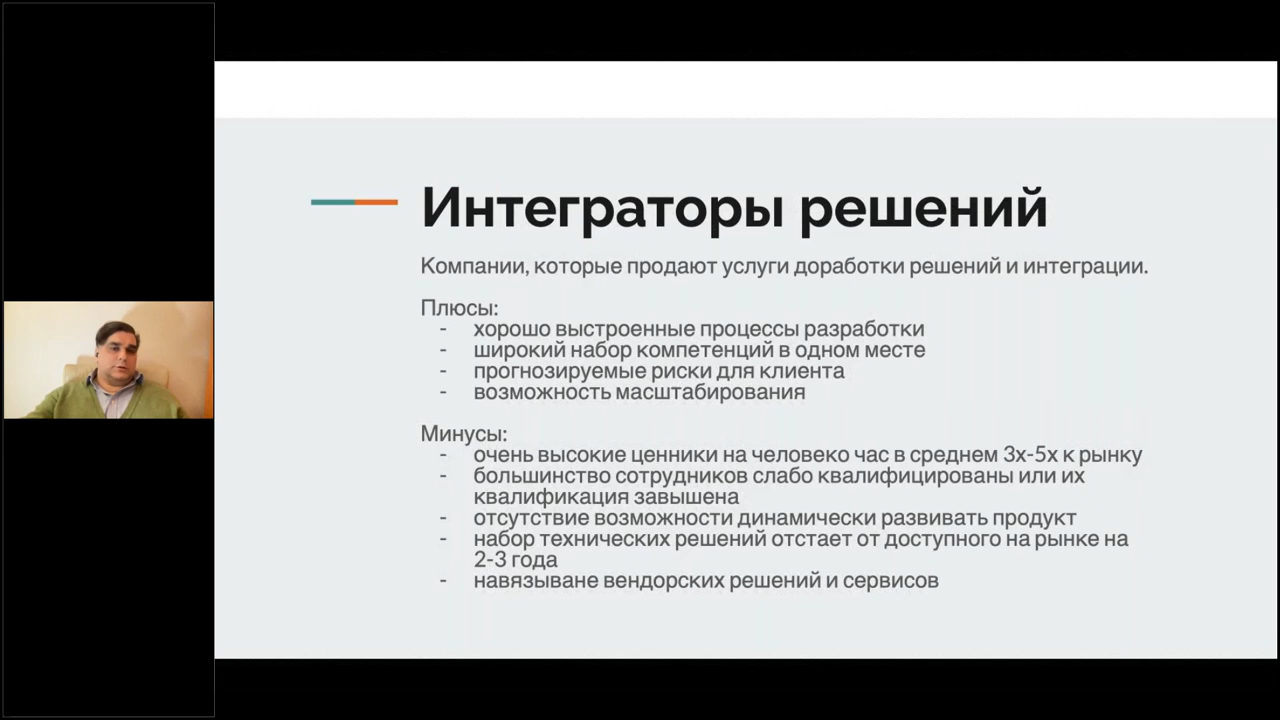 Интеграторы решений
Компании, которые продают услуги доработки решений и интеграции.
Плюсы:
- хорошо выстроенные процессы разработки
- широкий набор компетенций в одном месте
- прогнозируемые риски для клиента
- возможность масштабирования
Минусы:
- очень высокие ценники на человеко час в среднем 3х-5х к рынку
- большинство сотрудников слабо квалифицированы или их
квалификация завышена
- отсутствие возможности динамически развивать продукт
- набор технических решений отстает от доступного на рынке на
2-3 года
- навязыване вендорских решений и сервисов